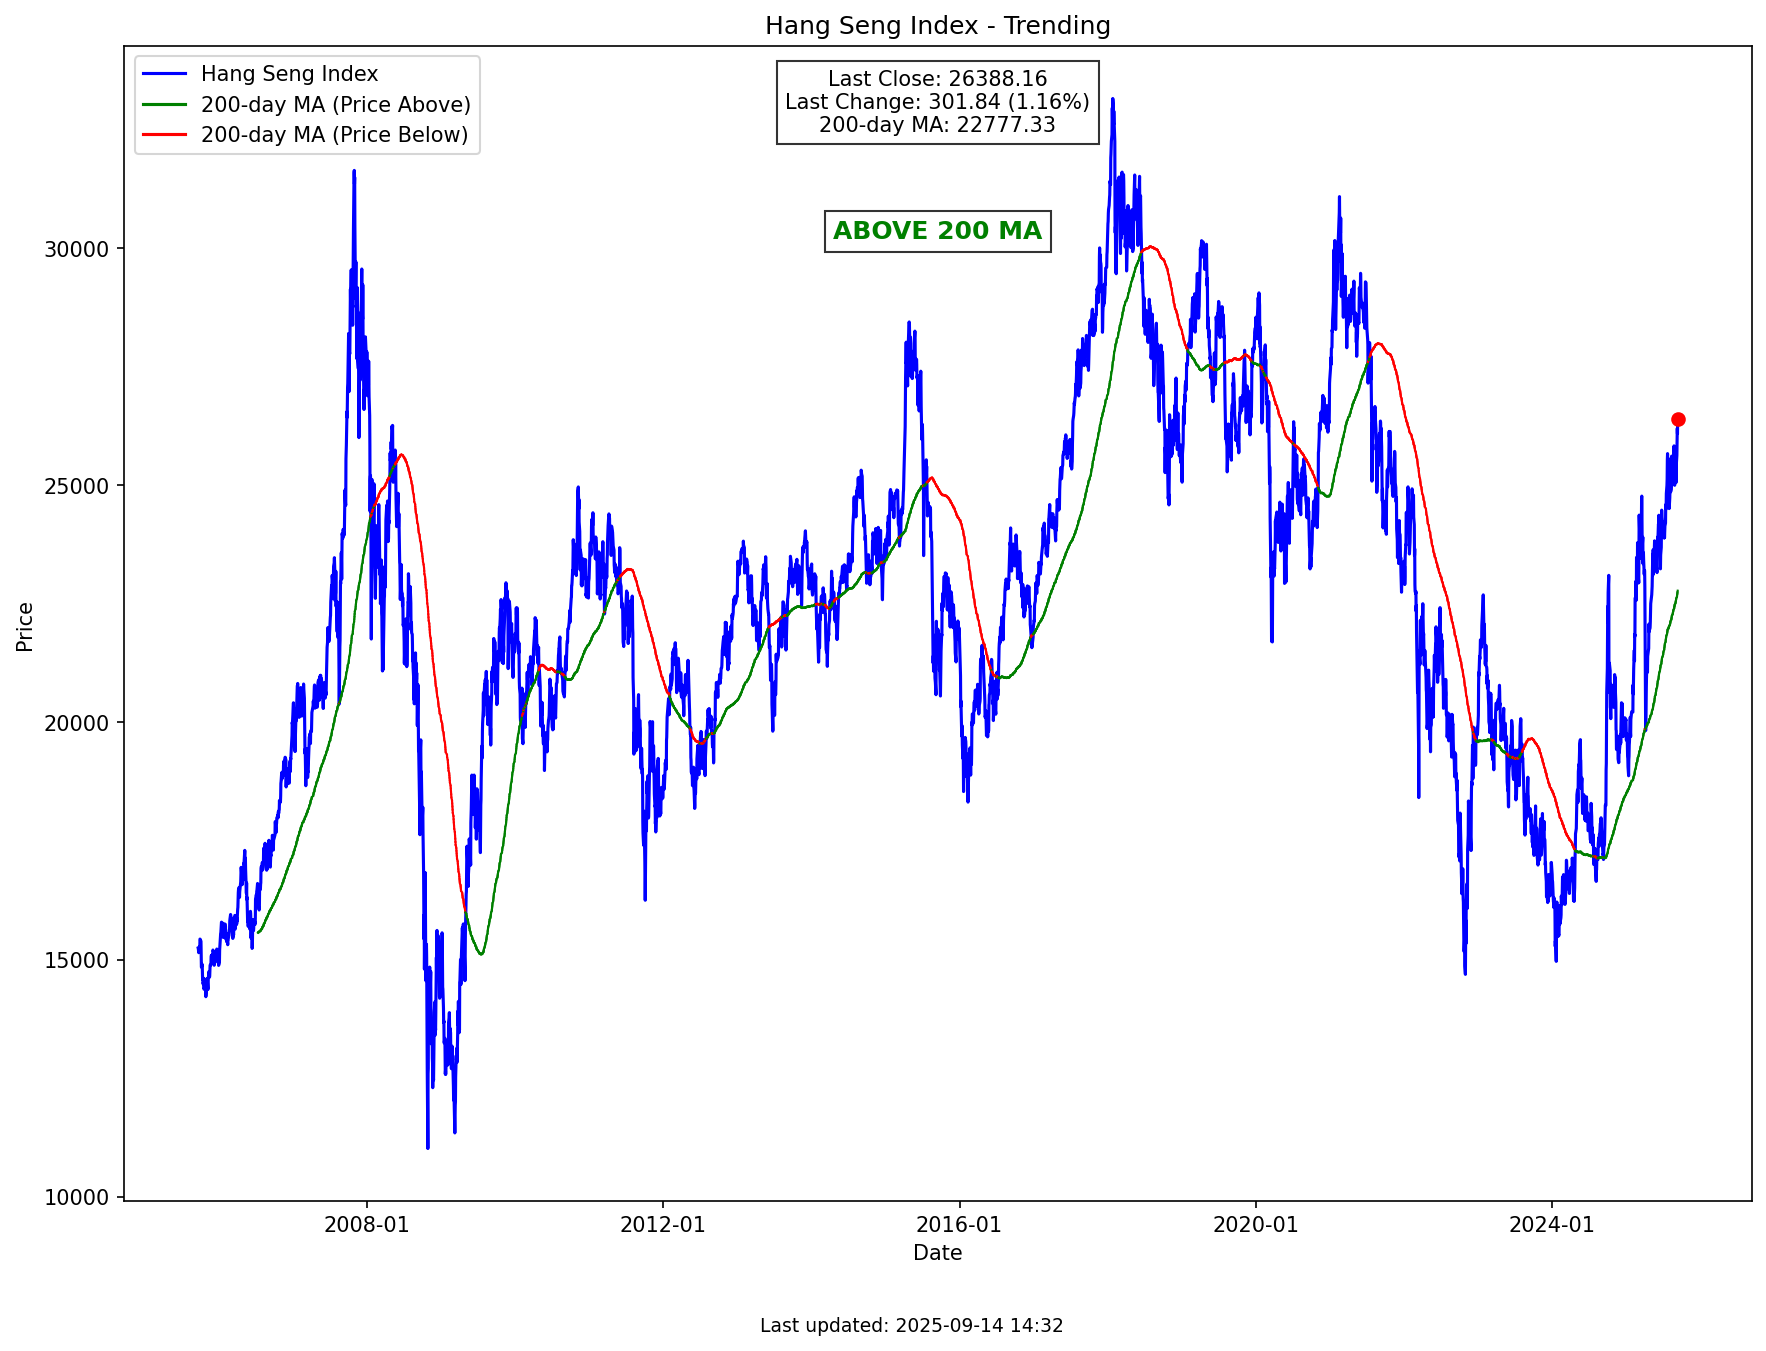 Hang Seng Index - Trending
Hang Seng Index
200-day MA (Price Above)
200-day MA (Price Below)
Last Close: 26388.16
Last Change: 301.84 (1.16%)
200-day MA: 22777.33
ABOVE 200 MA
Price
30000
25000
20000
15000
10000
2008-01
2012-01
2016-01
2020-01
2024-01
Date
Last updated: 2025-09-14 14:32